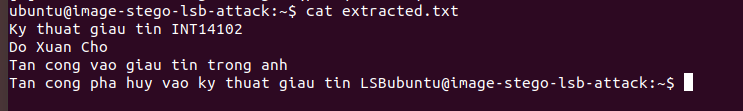 ubuntu@image-stego-lsb-attack:~$ cat extracted.txt
Ky thuat giau tin INT14102
Do Xuan Cho
Tan cong vao giau tin trong anh
Tan cong pha huy vao ky thuat giau tin LSBubuntu@image-stego-lsb-attack:~$